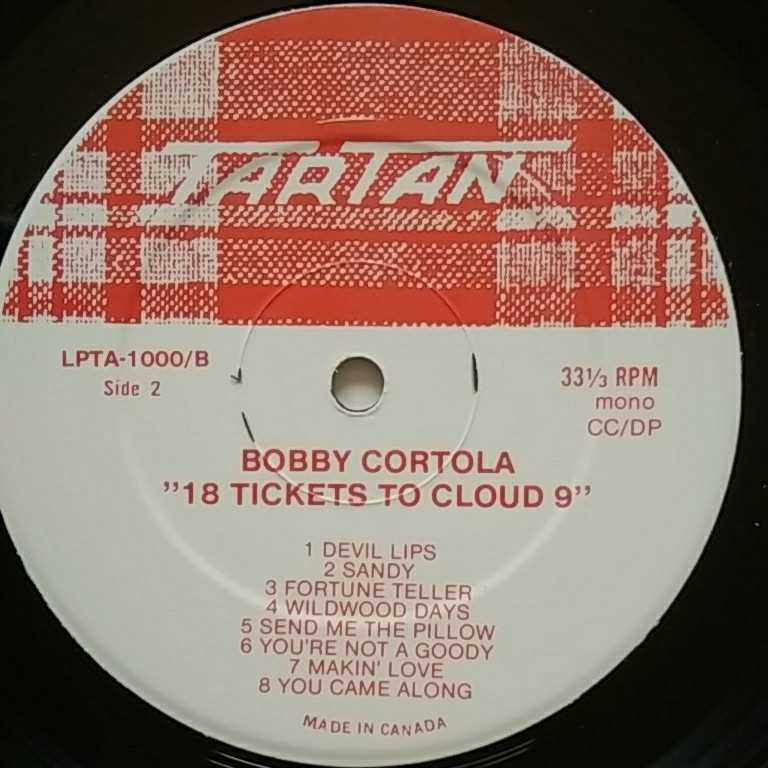 TARTAN
LPTA-1000/B
Side 2
33⅓ RPM
mono
CC/DP
BOBBY CORTOLA
"18 TICKETS TO CLOUD 9"
1 DEVIL LIPS
2 SANDY
3 FORTUNE TELLER
4 WILDWOOD DAYS
5 SEND ME THE PILLOW
6 YOU'RE NOT A GOODY
7 MAKIN' LOVE
8 YOU CAME ALONG
MADE IN CANADA